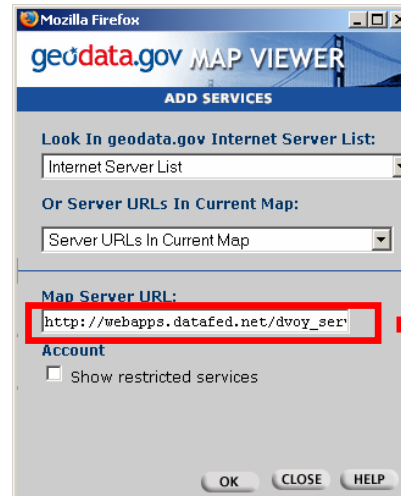 Mozilla Firefox
geodata.gov MAP VIEWER
ADD SERVICES
Look In geodata.gov Internet Server List:
Internet Server List
Or Server URLs In Current Map:
Server URLs In Current Map
Map Server URL:
http://webapps.datafed.net/dvoy_ser
Account
Show restricted services
OK CLOSE HELP